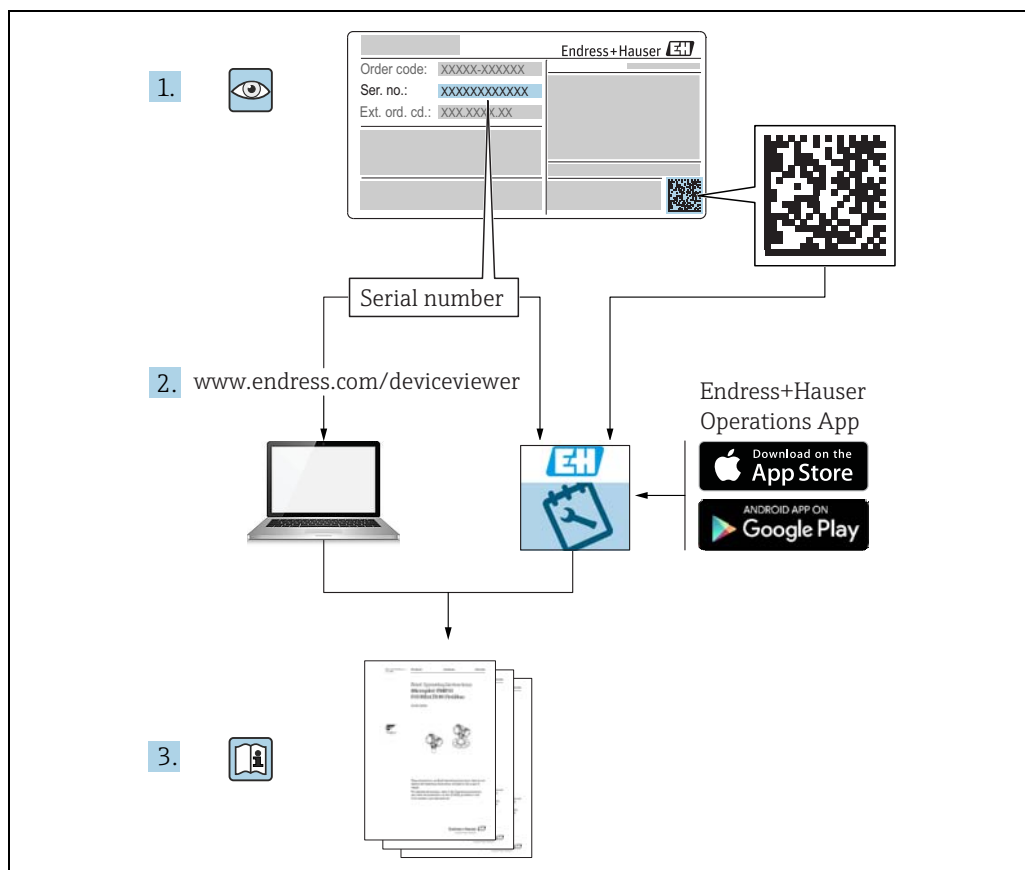 Endress+Hauser EH
Order code: XXXXX-XXXXXX
1. Ser. no.: XXXXXXXXXXXX
Ext. ord. cd.: XXX.XXXX.XX
Serial number
2. www.endress.com/deviceviewer
Endress+Hauser
Operations App
EH
Download on the
App Store
ANDROID APP ON
Google Play
3.